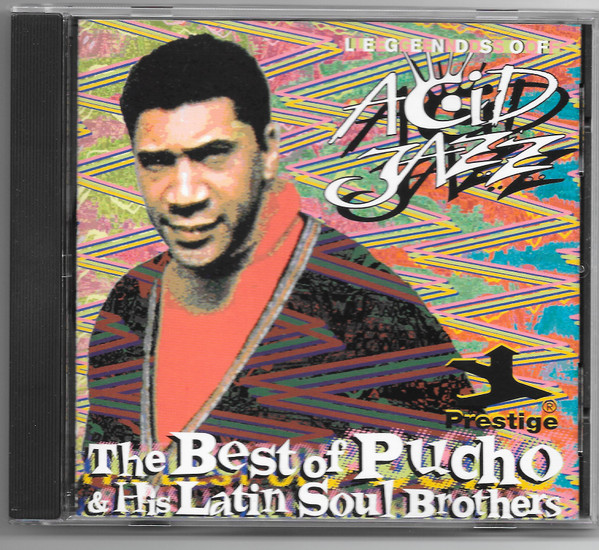 LEGENDS OF
ACiD
JAZZ
Prestige®
The Best of Pucho
& His Latin Soul Brothers